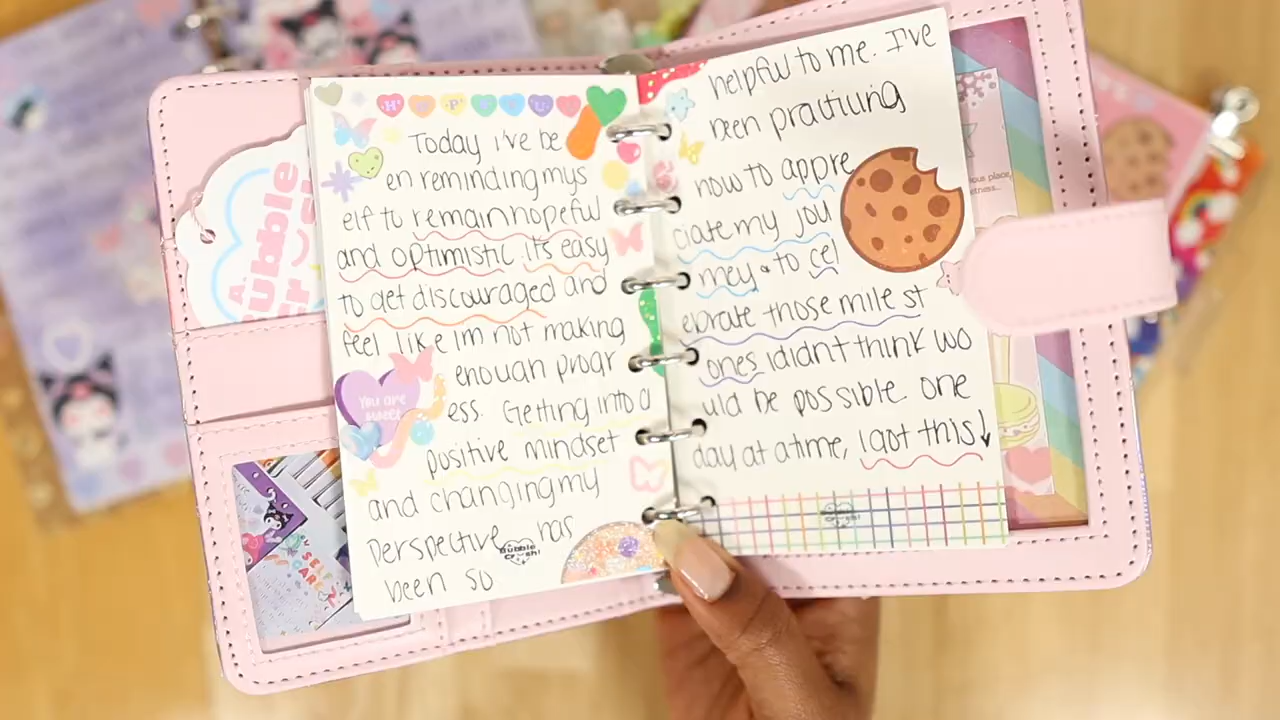 HOPEFUL
Today i've be
en reminding mys
elf to remain hopeful
and optimistic. it's easy
to get discouraged and
feel like im not making
enough progr
ess. Getting into a
positive mindset
and changing my
perspective has
been so
You are
sweet
Bubble
Crush!
helpful to me. I've
been practicing
how to appre
ciate my jou
rney & to cel
ebrate those mile st
ones i didn't think wo
uld be possible. one
day at a time, i got this ↓
Bubble